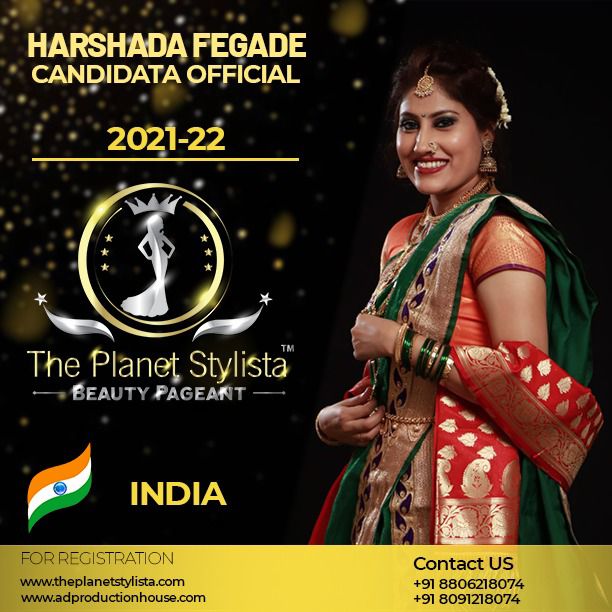 HARSHADA FEGADE
CANDIDATA OFFICIAL
2021-22
The Planet Stylista™
BEAUTY PAGEANT
INDIA
FOR REGISTRATION
www.theplanetstylista.com
www.adproductionhouse.com
Contact US
+91 8806218074
+91 8091218074